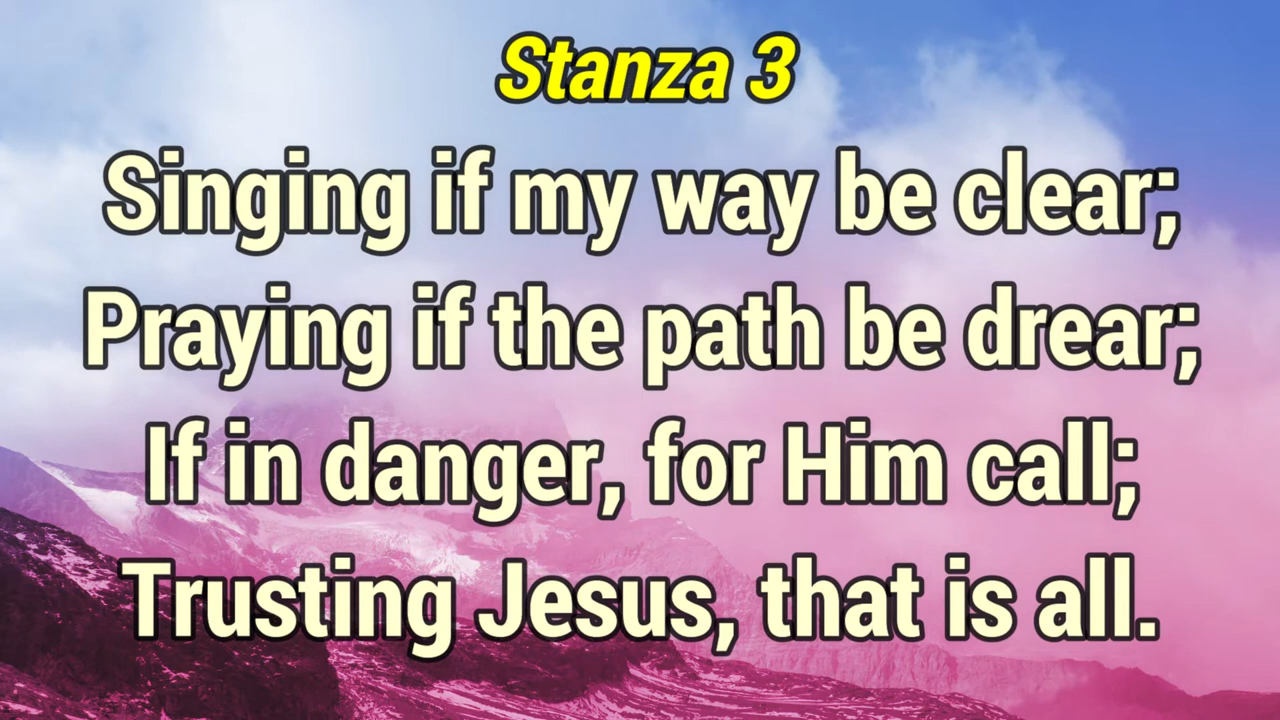 Stanza 3
Singing if my way be clear;
Praying if the path be drear;
If in danger, for Him call;
Trusting Jesus, that is all.